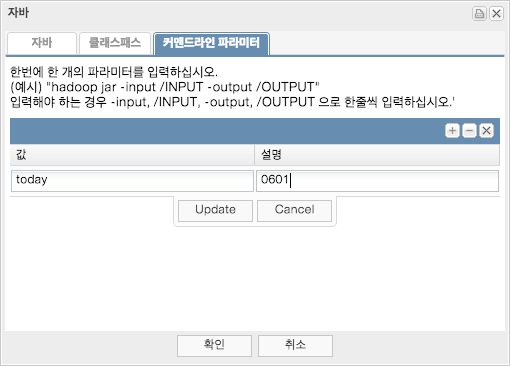 자바
자바 클래스패스 커맨드라인 파라미터
한번에 한 개의 파라미터를 입력하십시오.
(예시) "hadoop jar -input /INPUT -output /OUTPUT"
입력해야 하는 경우 -input, /INPUT, -output, /OUTPUT 으로 한줄씩 입력하십시오.'
값 설명
today 0601
Update Cancel
확인 취소